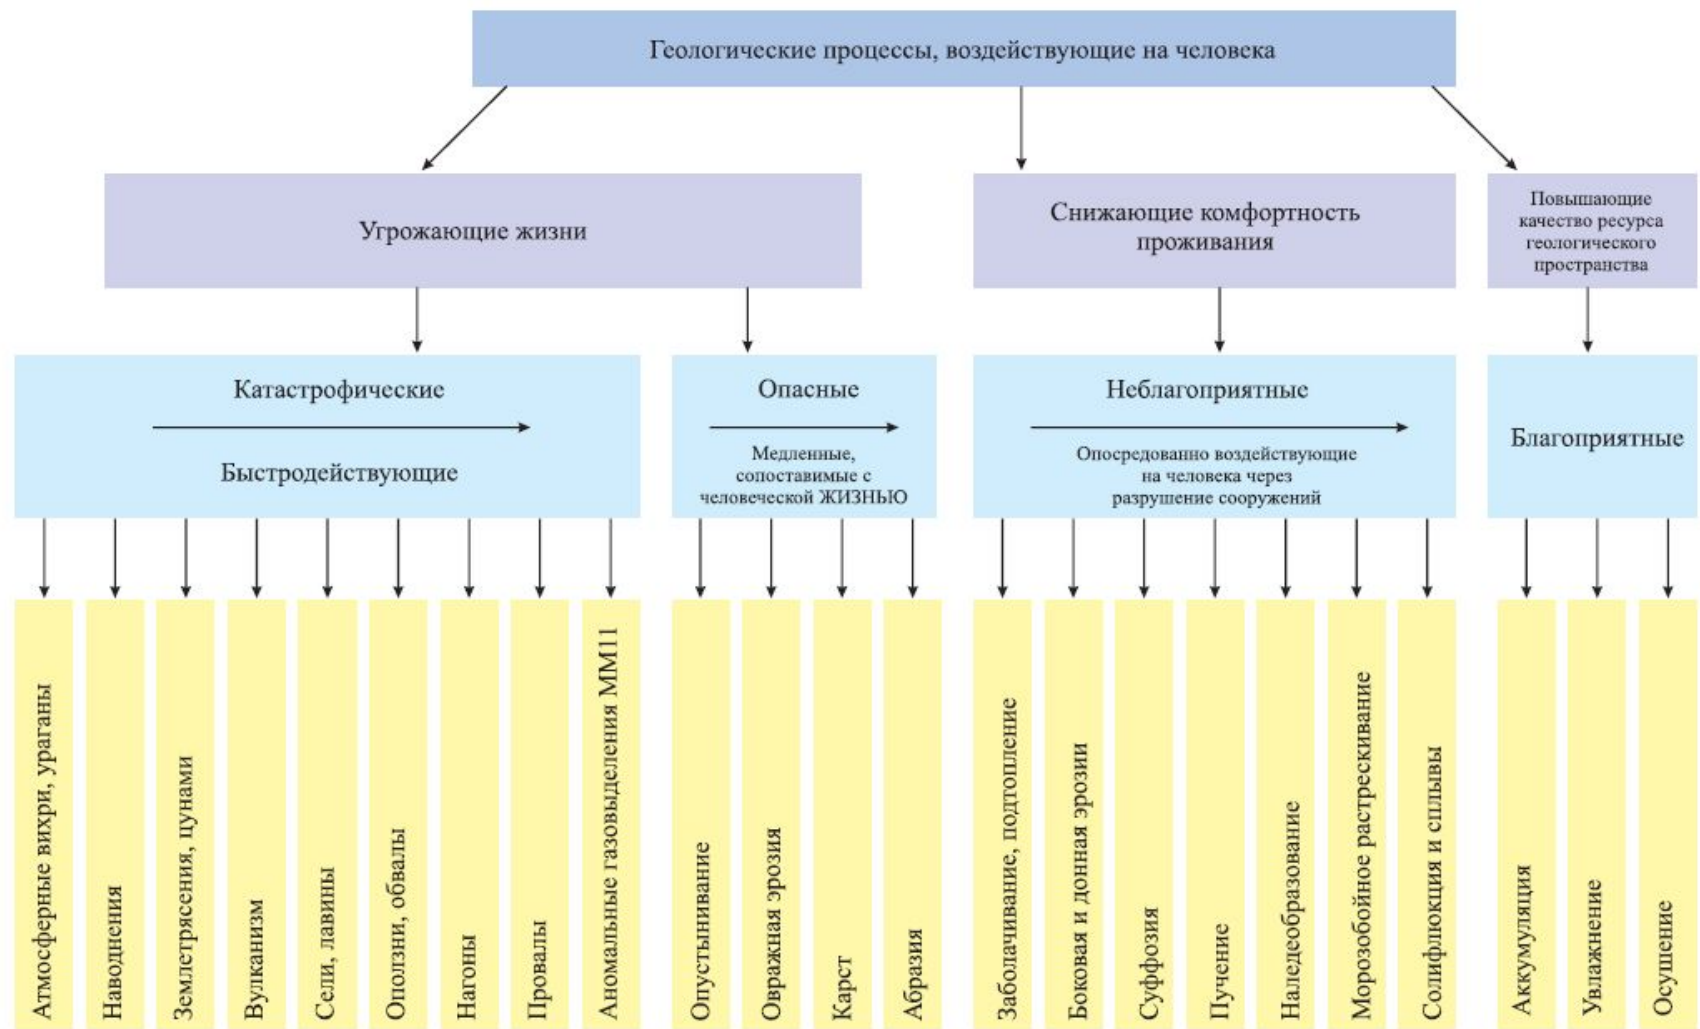 Геологические процессы, воздействующие на человека
Угрожающие жизни
Снижающие комфортность
проживания
Повышающие
качество ресурса
геологического
пространства
Катастрофические
Быстродействующие
Опасные
Медленные,
сопоставимые с
человеческой ЖИЗНЬЮ
Неблагоприятные
Опосредованно воздействующие
на человека через
разрушение сооружений
Благоприятные
Атмосферные вихри, ураганы
Наводнения
Землетрясения, цунами
Вулканизм
Сели, лавины
Оползни, обвалы
Нагоны
Провалы
Аномальные газовыделения ММ11
Опустынивание
Овражная эрозия
Карст
Абразия
Заболачивание, подтопление
Боковая и донная эрозии
Суффозия
Пучение
Наледеобразование
Морозобойное растрескивание
Солифлюкция и сплывы
Аккумуляция
Увлажнение
Осушение